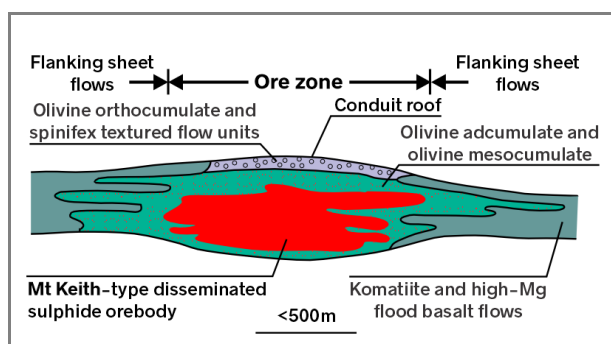 Flanking sheet
flows
Ore zone
Flanking sheet
flows
Olivine orthocumulate and
spinifex textured flow units
Conduit roof
Olivine adcumulate and
olivine mesocumulate
Mt Keith-type disseminated
sulphide orebody
<500m
Komatiite and high-Mg
flood basalt flows